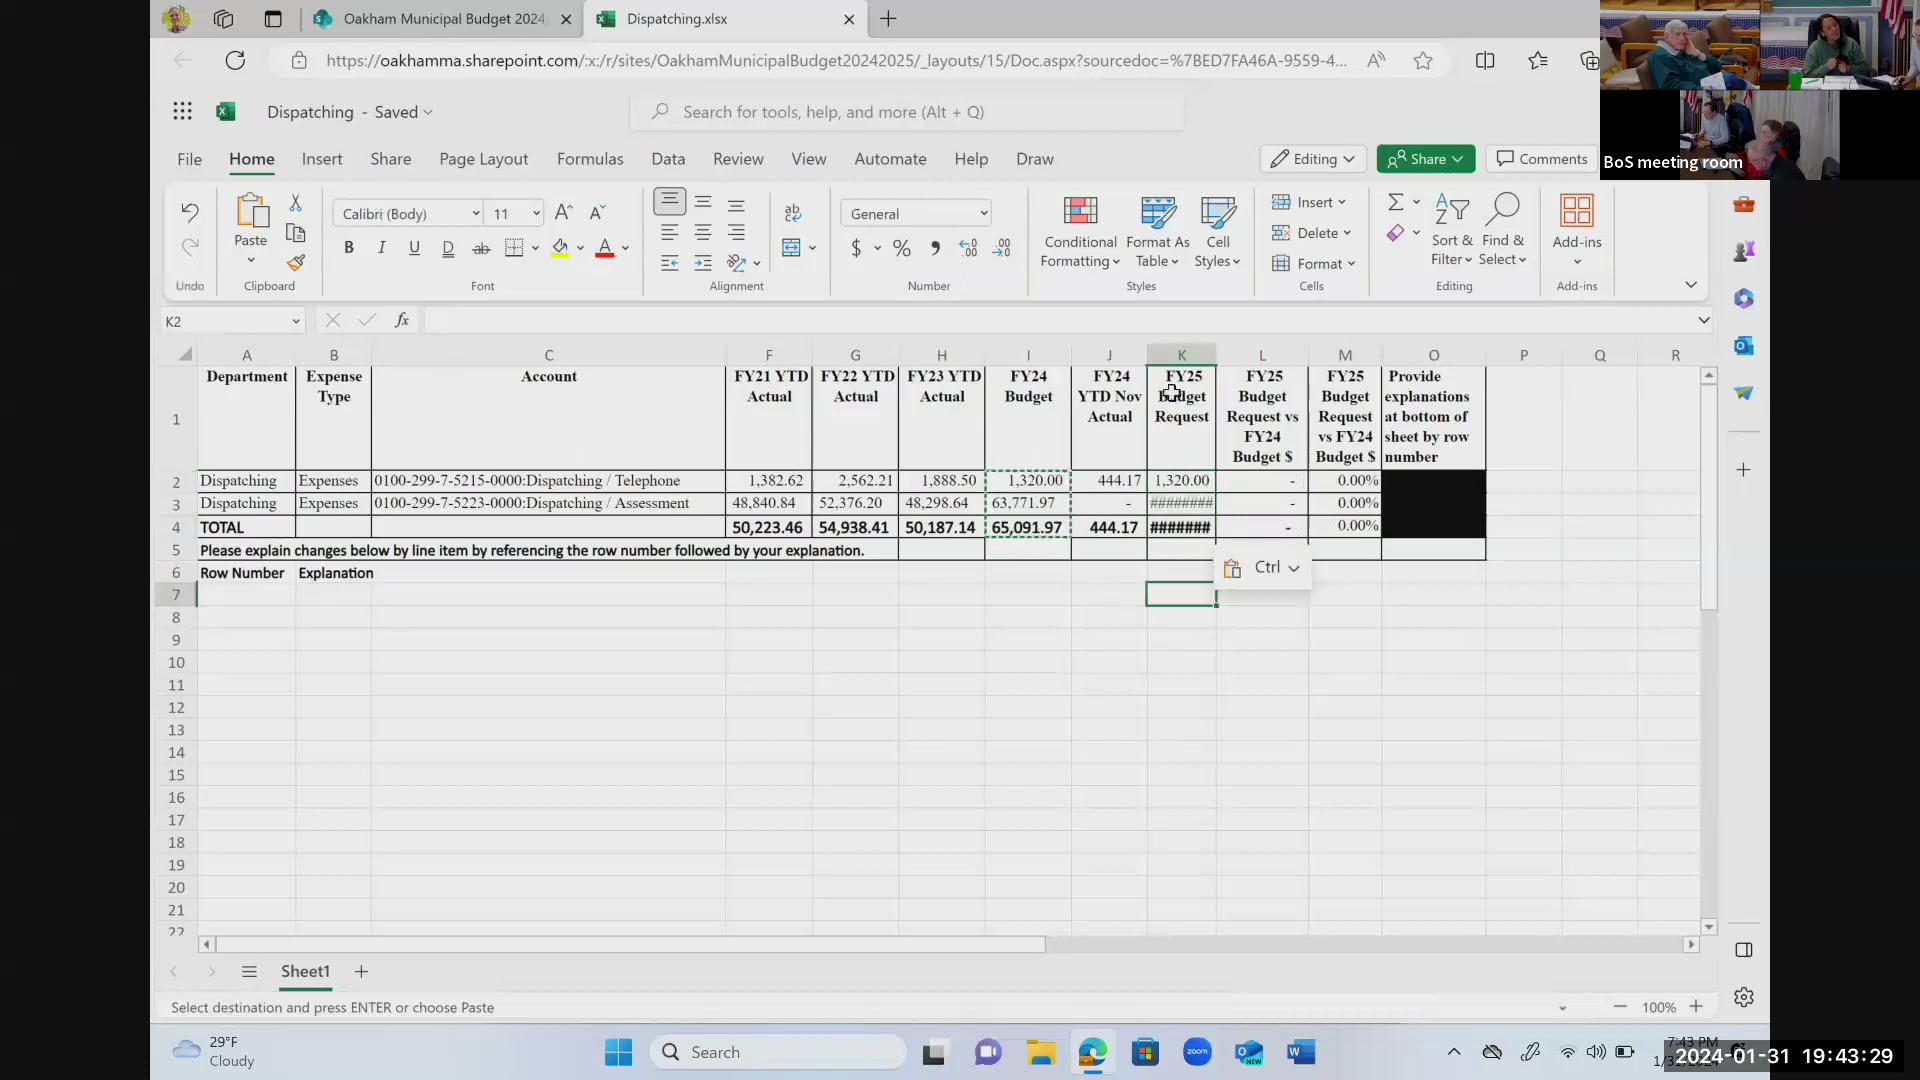 Oakham Municipal Budget 2024
Dispatching.xlsx
https://oakhamma.sharepoint.com/:x:/r/sites/OakhamMunicipalBudget20242025/_layouts/15/Doc.aspx?sourcedoc=%7BED7FA46A-9559-4...
Dispatching - Saved
Search for tools, help, and more (Alt + Q)
File Home Insert Share Page Layout Formulas Data Review View Automate Help Draw
Editing Share Comments
BoS meeting room
Paste
Calibri (Body) 11
B I U D ab
General
$ % 9 .00 .00
Conditional Formatting
Format As Table
Cell Styles
Insert
Delete
Format
Sort & Filter
Find & Select
Add-ins
Undo Clipboard Font Alignment Number Styles Cells Editing Add-ins
K2 fx
A B C F G H I J K L M O P Q R
1 Department Expense Type Account FY21 YTD Actual FY22 YTD Actual FY23 YTD Actual FY24 Budget FY24 YTD Nov Actual FY25 Budget Request FY25 Budget Request vs FY24 Budget $ FY25 Budget Request vs FY24 Budget $ Provide explanations at bottom of sheet by row number
2 Dispatching Expenses 0100-299-7-5215-0000:Dispatching / Telephone 1,382.62 2,562.21 1,888.50 1,320.00 444.17 1,320.00 - 0.00%
3 Dispatching Expenses 0100-299-7-5223-0000:Dispatching / Assessment 48,840.84 52,376.20 48,298.64 63,771.97 - ######## - 0.00%
4 TOTAL 50,223.46 54,938.41 50,187.14 65,091.97 444.17 ####### - 0.00%
5 Please explain changes below by line item by referencing the row number followed by your explanation.
6 Row Number Explanation
Ctrl
7
8
9
10
11
12
13
14
15
16
17
18
19
20
21
22
Sheet1
Select destination and press ENTER or choose Paste
100%
29°F
Cloudy
Search
zoom
NEW
7:43 PM
2024-01-31 19:43:29